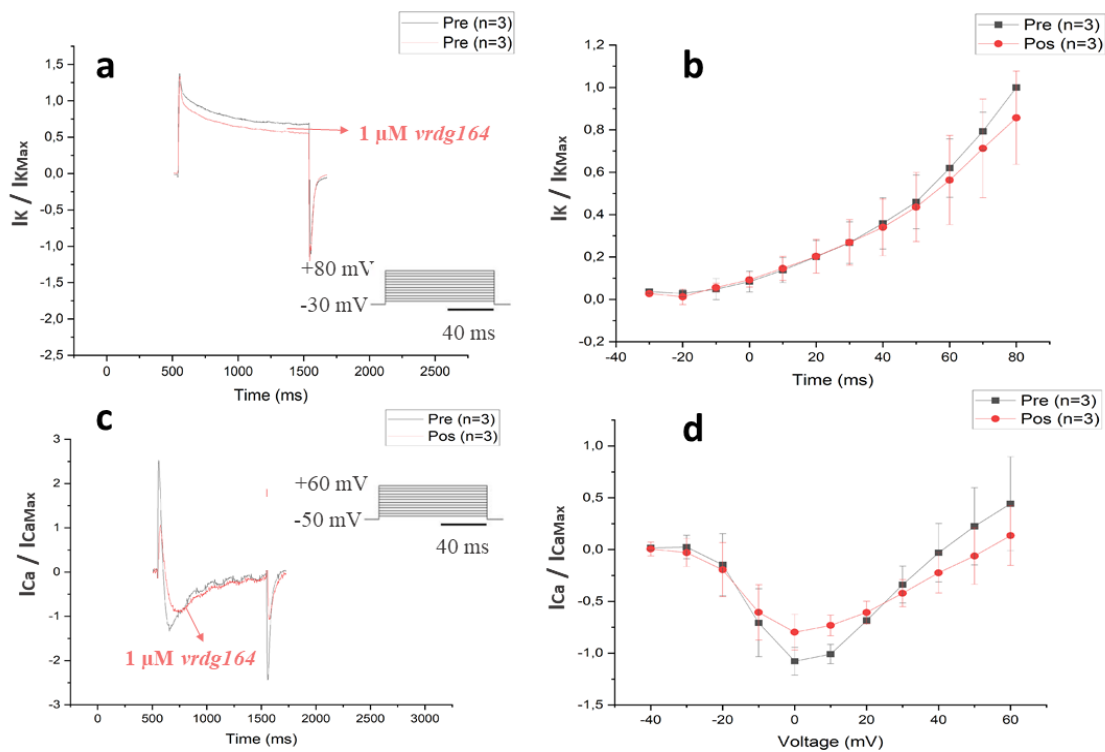 Pre (n=3)
Pre (n=3)
a
1,5
1,0
0,5
0,0
-0,5
-1,0
-1,5
-2,0
-2,5
IK / IKMax
1 µM vrdg164
+80 mV
-30 mV
40 ms
0
500
1000
1500
2000
2500
Time (ms)
Pre (n=3)
Pos (n=3)
b
1,2
1,0
0,8
0,6
0,4
0,2
0,0
-0,2
IK / IKMax
-40
-20
0
20
40
60
80
Time (ms)
Pre (n=3)
Pos (n=3)
c
3
2
1
0
-1
-2
-3
ICa / ICaMax
+60 mV
-50 mV
40 ms
1 µM vrdg164
0
500
1000
1500
2000
2500
3000
Time (ms)
Pre (n=3)
Pos (n=3)
d
1,0
0,5
0,0
-0,5
-1,0
-1,5
ICa / ICaMax
-40
-20
0
20
40
60
Voltage (mV)